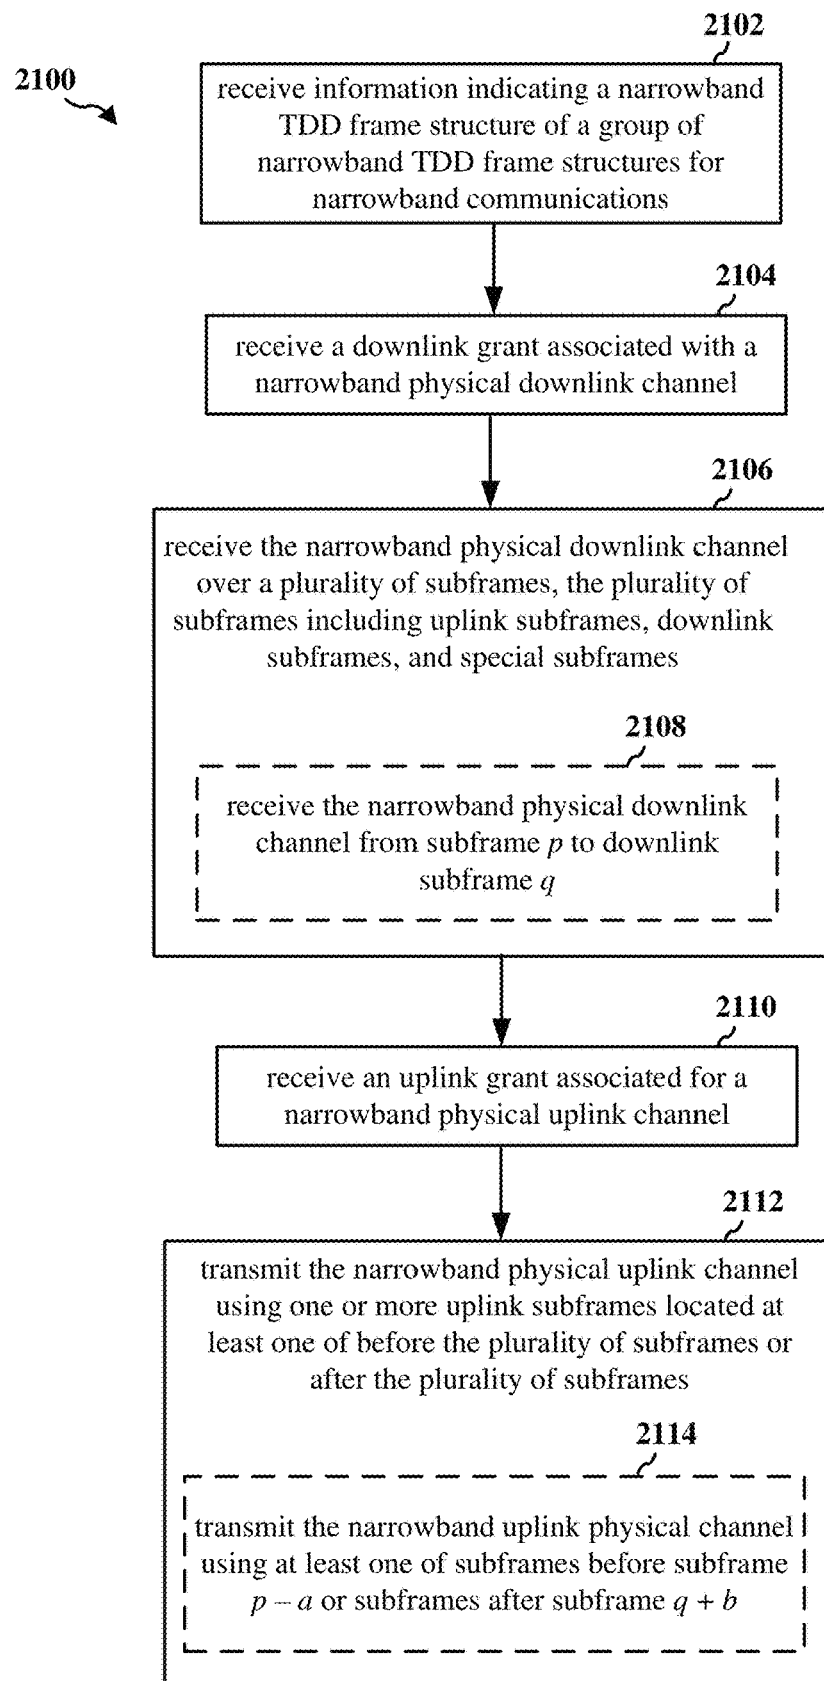 2102
2100
receive information indicating a narrowband
TDD frame structure of a group of
narrowband TDD frame structures for
narrowband communications
2104
receive a downlink grant associated with a
narrowband physical downlink channel
2106
receive the narrowband physical downlink channel
over a plurality of subframes, the plurality of
subframes including uplink subframes, downlink
subframes, and special subframes
2108
receive the narrowband physical downlink
channel from subframe p to downlink
subframe q
2110
receive an uplink grant associated for a
narrowband physical uplink channel
2112
transmit the narrowband physical uplink channel
using one or more uplink subframes located at
least one of before the plurality of subframes or
after the plurality of subframes
2114
transmit the narrowband uplink physical channel
using at least one of subframes before subframe
p – a or subframes after subframe q + b